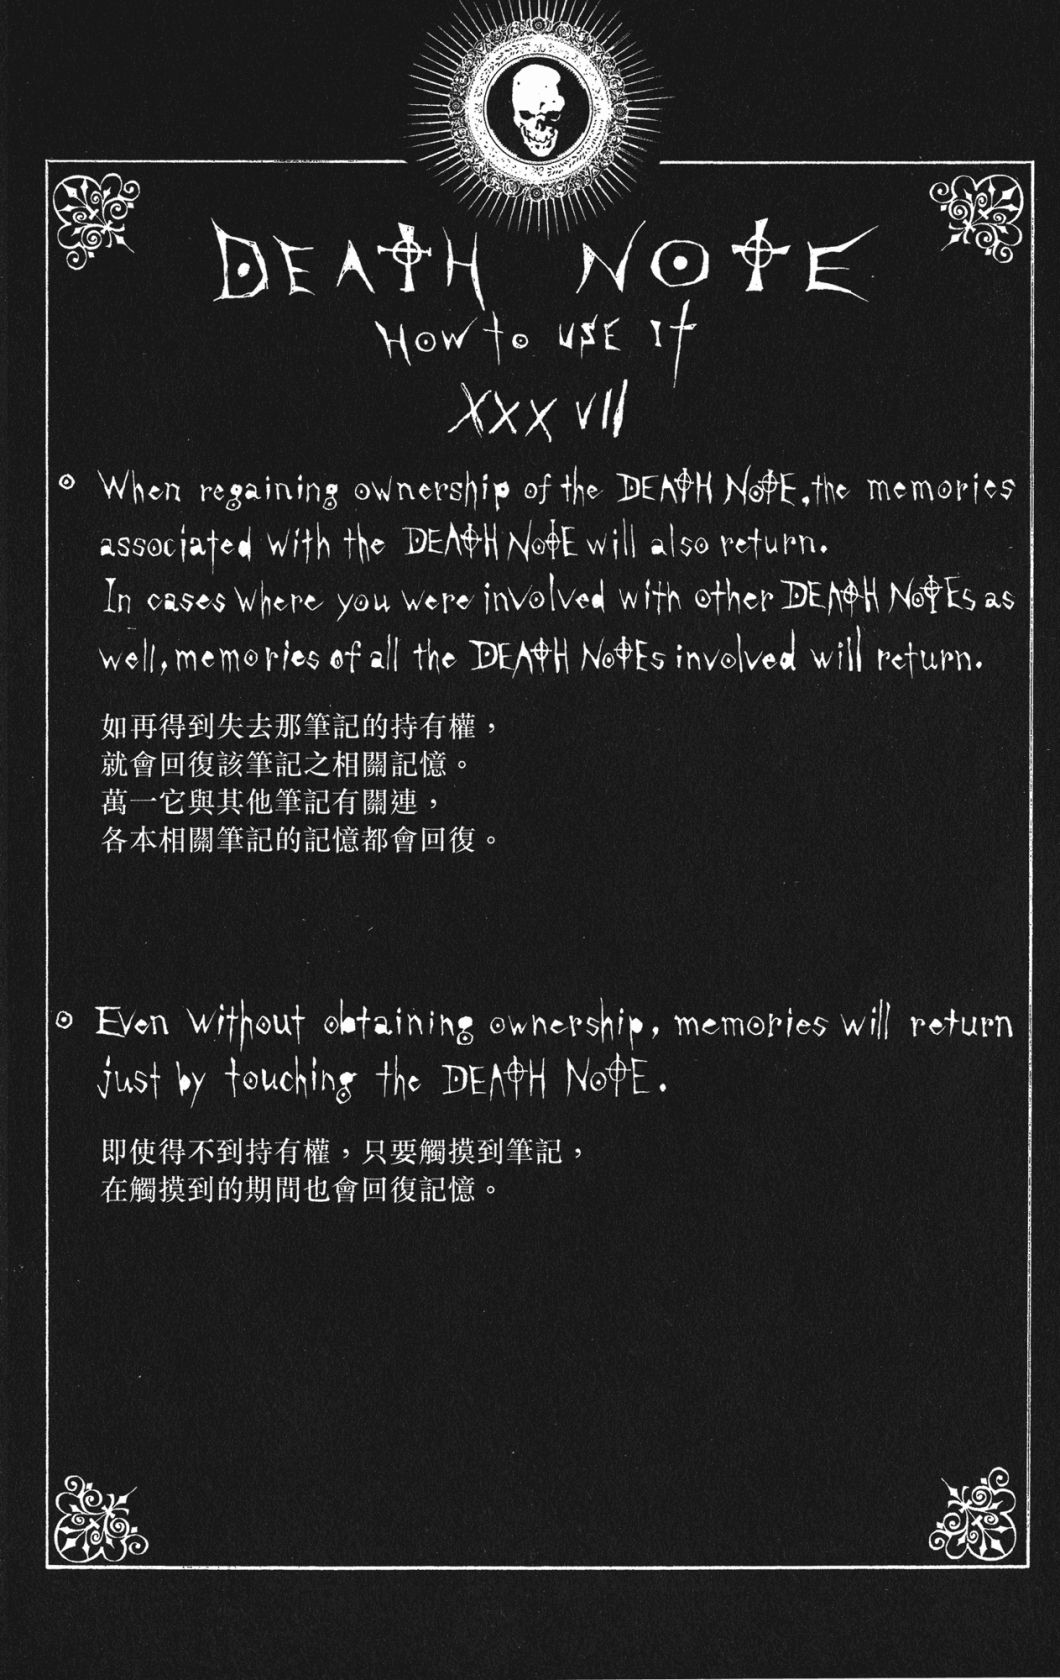 DEATH NOTE
HOW to USE It
XXXVII
When regaining ownership of the DEATH NOTE, the memories
associated with the DEATH NOTE will also return.
In cases where you were involved with other DEATH NOTEs as
well, memories of all the DEATH NOTEs involved will return.
如再得到失去那筆記的持有權，
就會回復該筆記之相關記憶。
萬一它與其他筆記有關連，
各本相關筆記的記憶都會回復。
Even without obtaining ownership, memories will return
just by touching the DEATH NOTE.
即使得不到持有權，只要觸摸到筆記，
在觸摸到的期間也會回復記憶。